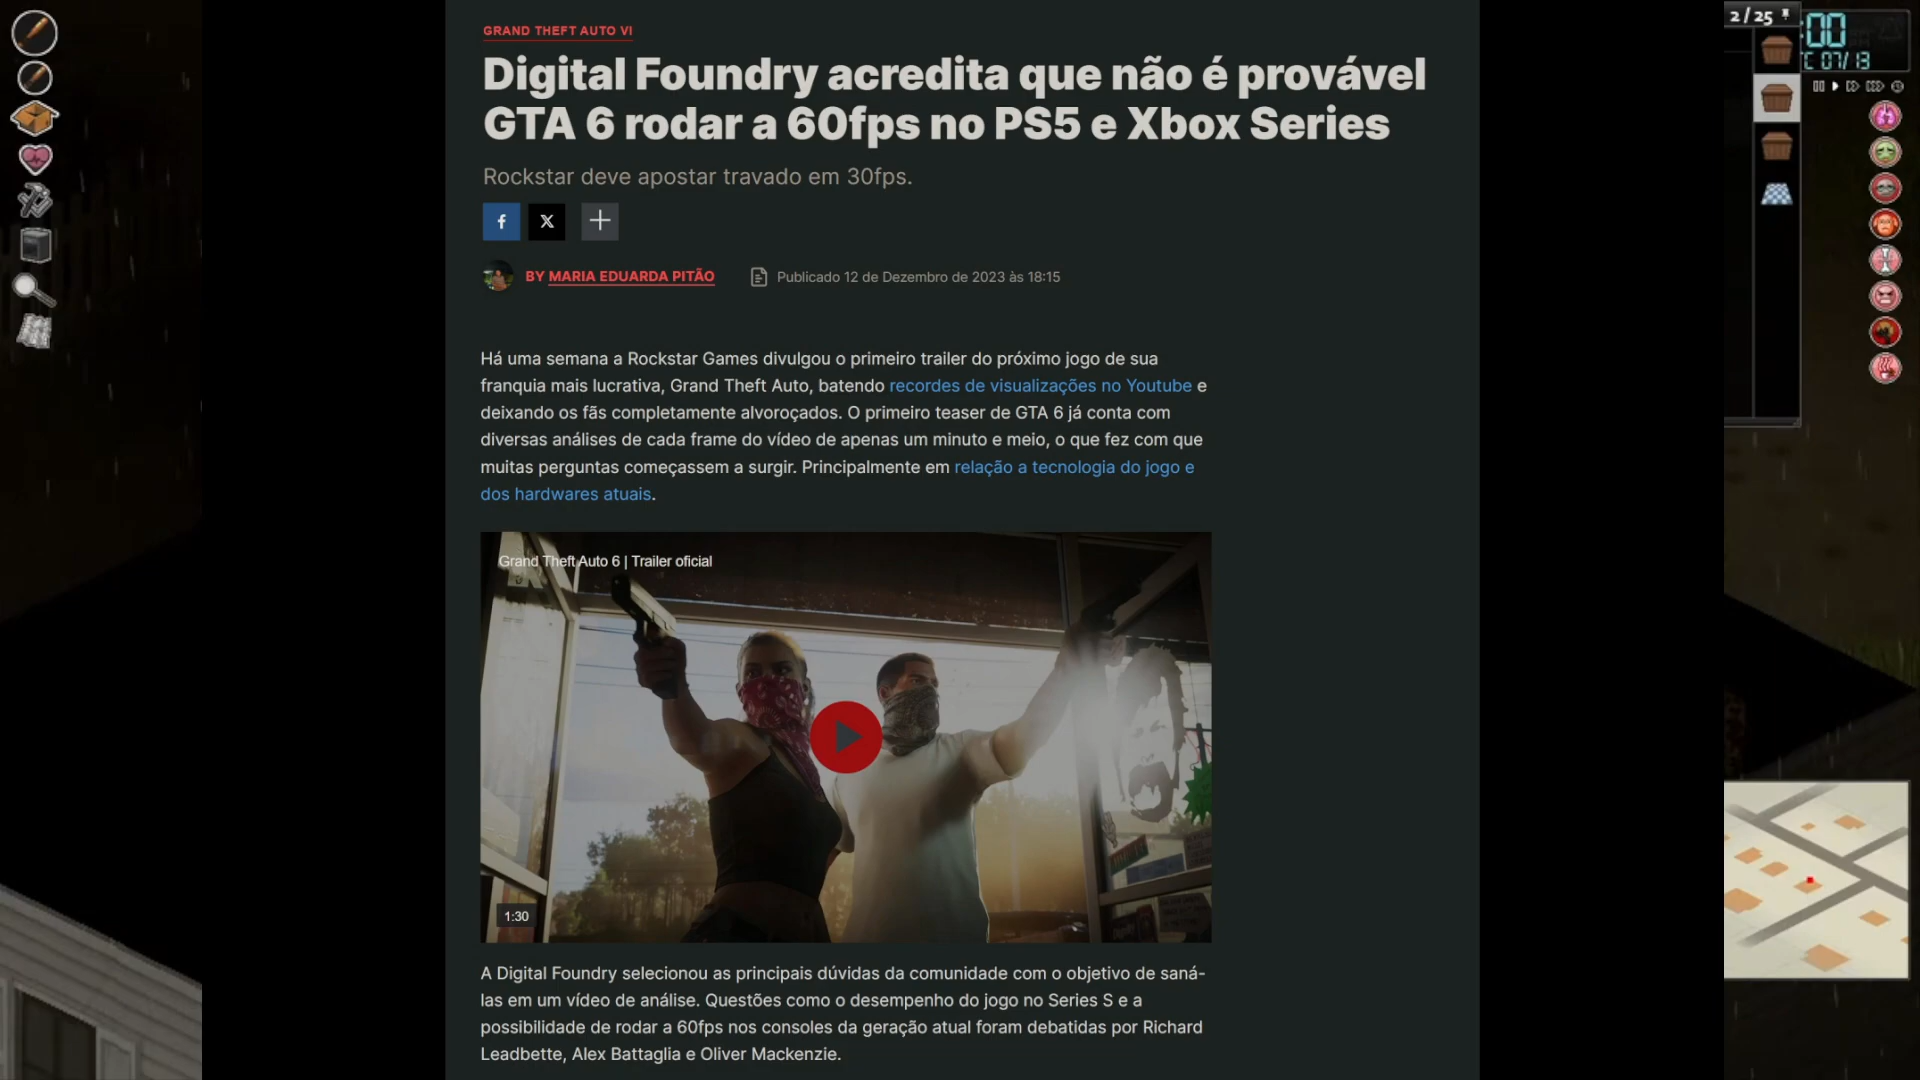 2/25
:00
C 07/13
GRAND THEFT AUTO VI
Digital Foundry acredita que não é provável
GTA 6 rodar a 60fps no PS5 e Xbox Series
Rockstar deve apostar travado em 30fps.
BY MARIA EDUARDA PITÃO
Publicado 12 de Dezembro de 2023 às 18:15
Há uma semana a Rockstar Games divulgou o primeiro trailer do próximo jogo de sua
franquia mais lucrativa, Grand Theft Auto, batendo recordes de visualizações no Youtube e
deixando os fãs completamente alvoroçados. O primeiro teaser de GTA 6 já conta com
diversas análises de cada frame do vídeo de apenas um minuto e meio, o que fez com que
muitas perguntas começassem a surgir. Principalmente em relação a tecnologia do jogo e
dos hardwares atuais.
Grand Theft Auto 6 | Trailer oficial
1:30
A Digital Foundry selecionou as principais dúvidas da comunidade com o objetivo de saná-
las em um vídeo de análise. Questões como o desempenho do jogo no Series S e a
possibilidade de rodar a 60fps nos consoles da geração atual foram debatidas por Richard
Leadbette, Alex Battaglia e Oliver Mackenzie.